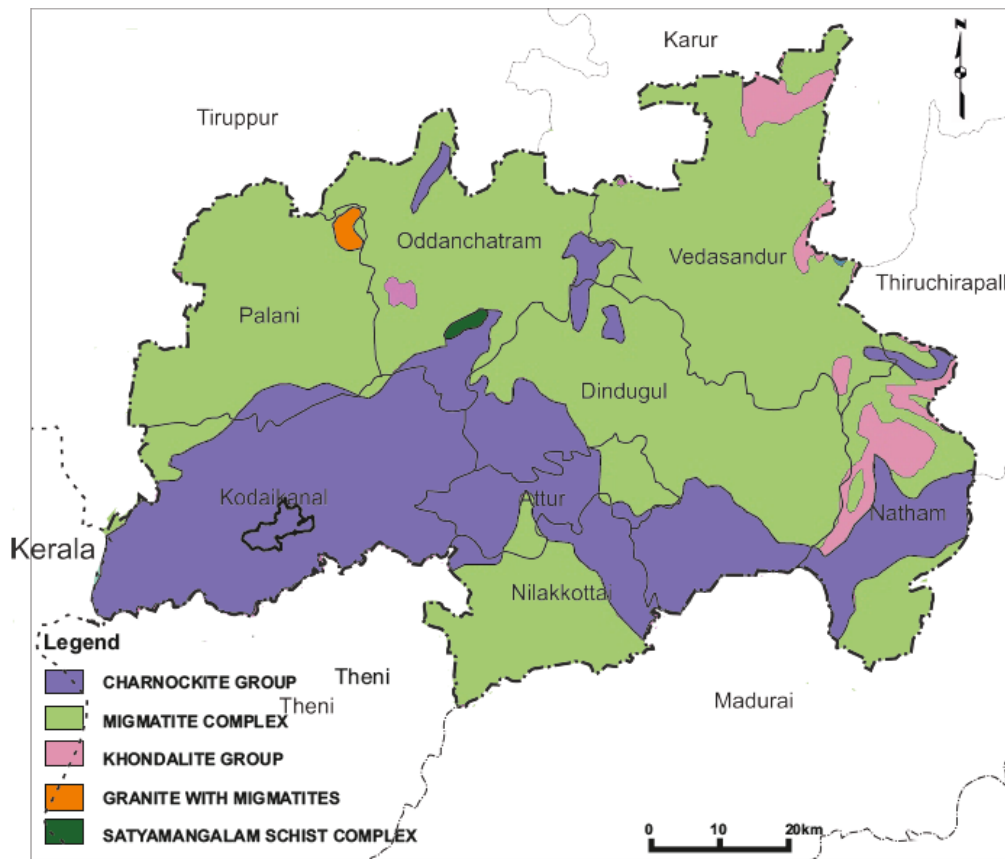 Karur
N
Tiruppur
Oddanchatram
Vedasandur
Thiruchirapall
Palani
Dindugul
Kodaikanal
Attur
Natham
Kerala
Nilakkottai
Legend
Theni
CHARNOCKITE GROUP
Theni
Madurai
MIGMATITE COMPLEX
KHONDALITE GROUP
GRANITE WITH MIGMATITES
SATYAMANGALAM SCHIST COMPLEX
0 10 20km